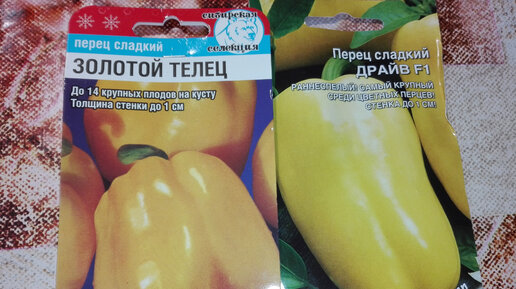 сибирская
селекция
перец сладкий
ЗОЛОТОЙ ТЕЛЕЦ
До 14 крупных плодов на кусту
Толщина стенки до 1 см
Перец сладкий
ДРАЙВ F1
РАННЕСПЕЛЫЙ САМЫЙ КРУПНЫЙ
СРЕДИ ЦВЕТНЫХ ПЕРЦЕВ!
СТЕНКА ДО 1 СМ!